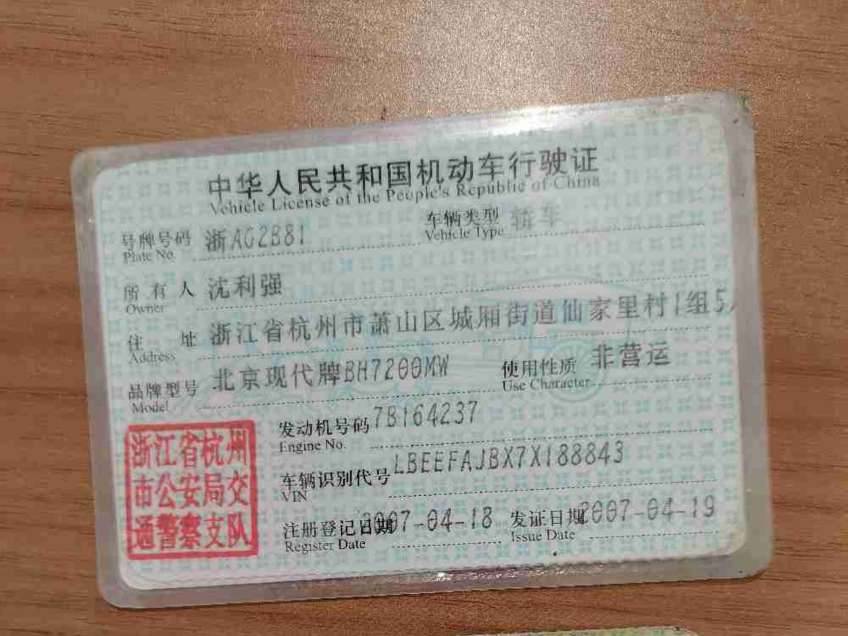 中华人民共和国机动车行驶证
Vehicle License of the People's Republic of China
号牌号码 浙AG2B81 车辆类型 轿车
Plate No. Vehicle Type
所有人 沈利强
Owner
住址 浙江省杭州市萧山区城厢街道仙家里村1组5
Address
品牌型号 北京现代牌BH7200MW 使用性质 非营运
Model Use Character
发动机号码 7B164237
Engine No.
车辆识别代号 LBEEFAJBX7X188843
VIN
注册登记日期 2007-04-18 发证日期 2007-04-19
Register Date Issue Date
浙江省杭州
市公安局交
通警察支队